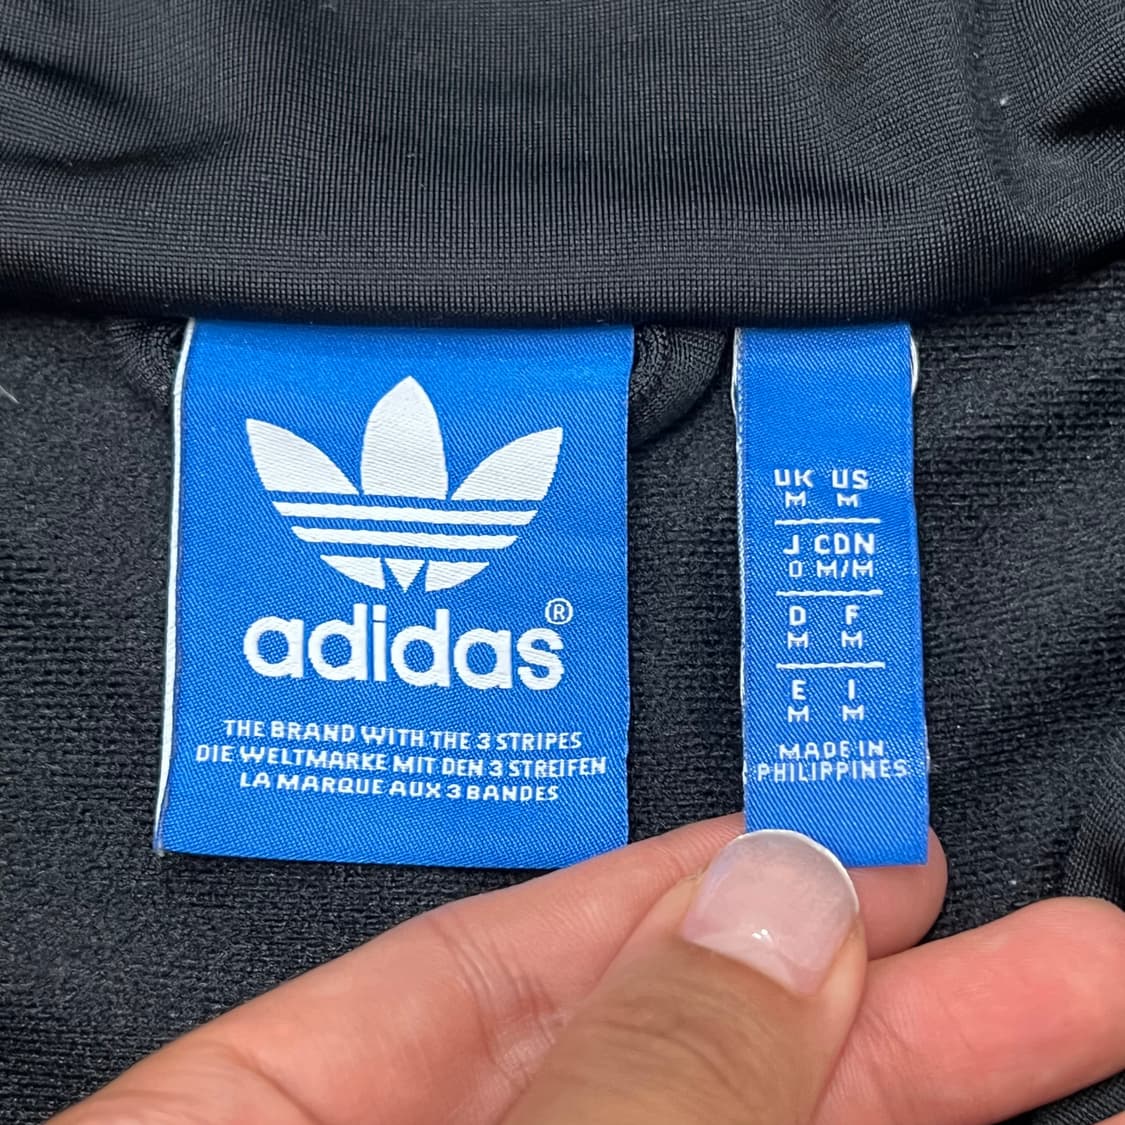 adidas®
THE BRAND WITH THE 3 STRIPES
DIE WELTMARKE MIT DEN 3 STREIFEN
LA MARQUE AUX 3 BANDES
UK US
M M
J CDN
O M/M
D F
M M
E I
M M
MADE IN
PHILIPPINES